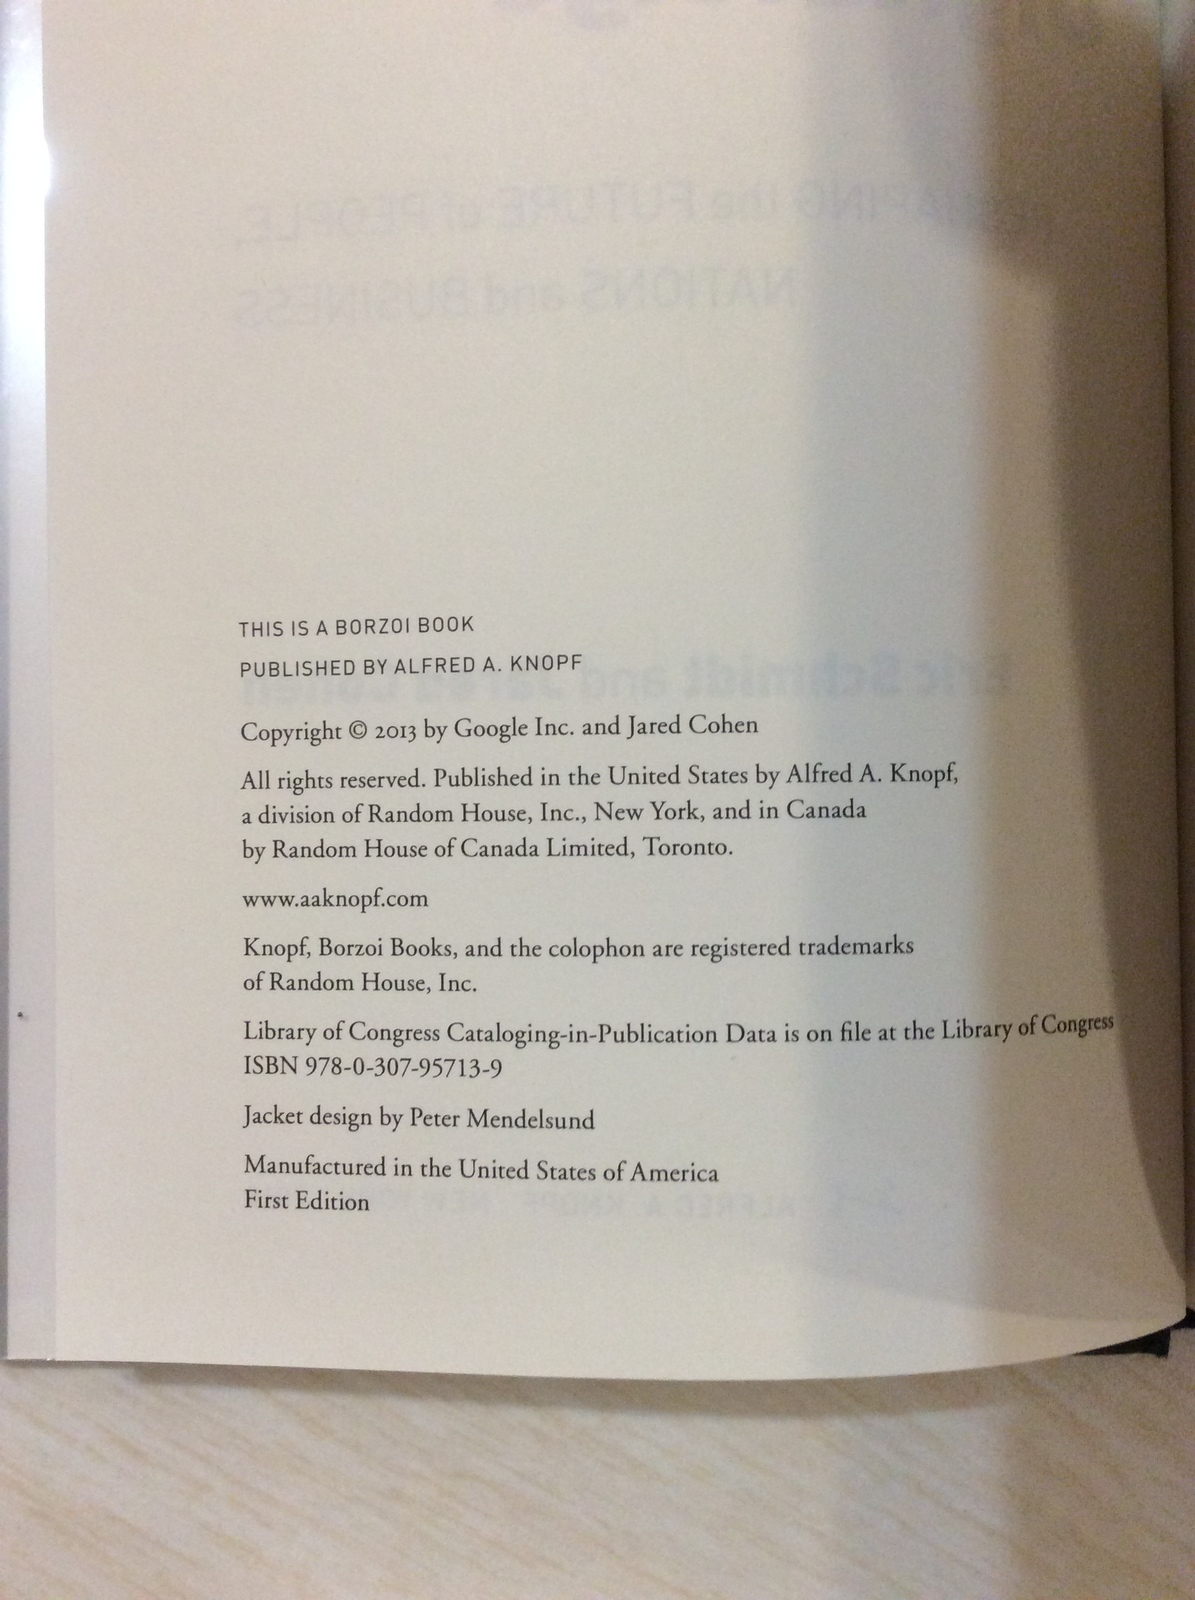 THIS IS A BORZOI BOOK
PUBLISHED BY ALFRED A. KNOPF
Copyright © 2013 by Google Inc. and Jared Cohen
All rights reserved. Published in the United States by Alfred A. Knopf,
a division of Random House, Inc., New York, and in Canada
by Random House of Canada Limited, Toronto.
www.aaknopf.com
Knopf, Borzoi Books, and the colophon are registered trademarks
of Random House, Inc.
Library of Congress Cataloging-in-Publication Data is on file at the Library of Congress
ISBN 978-0-307-95713-9
Jacket design by Peter Mendelsund
Manufactured in the United States of America
First Edition